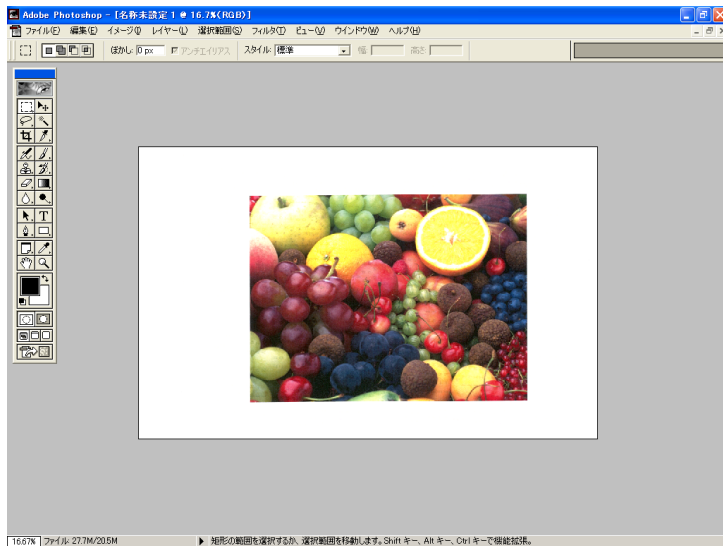 Adobe Photoshop - [名称未設定 1 @ 16.7%(RGB)]
ファイル(F) 編集(E) イメージ(I) レイヤー(L) 選択範囲(S) フィルタ(T) ビュー(V) ウインドウ(W) ヘルプ(H)
ぼかし: 0 px アンチエイリアス スタイル: 標準 幅: 高さ:
T
16.67% ファイル: 27.7M/20.5M 矩形の範囲を選択するか、選択範囲を移動します。Shift キー、Alt キー、Ctrl キーで機能拡張。